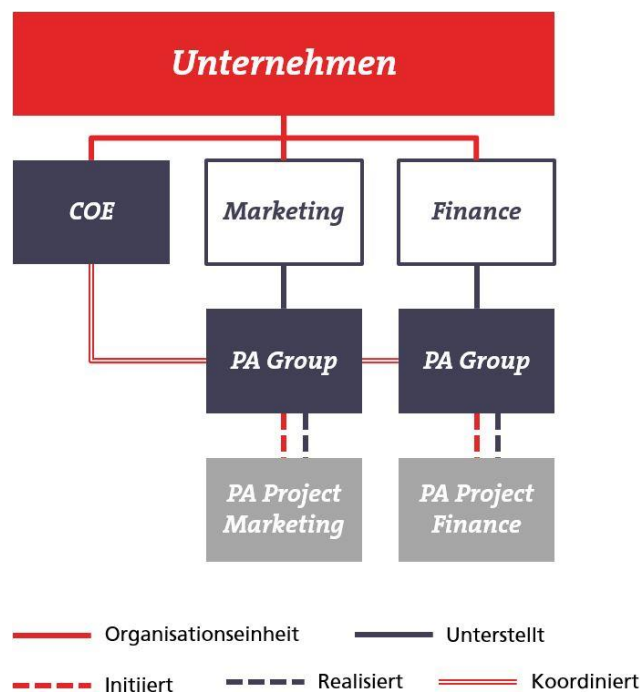 Unternehmen
COE
Marketing
Finance
PA Group
PA Group
PA Project
Marketing
PA Project
Finance
Organisationseinheit
Unterstellt
Initiiert
Realisiert
Koordiniert